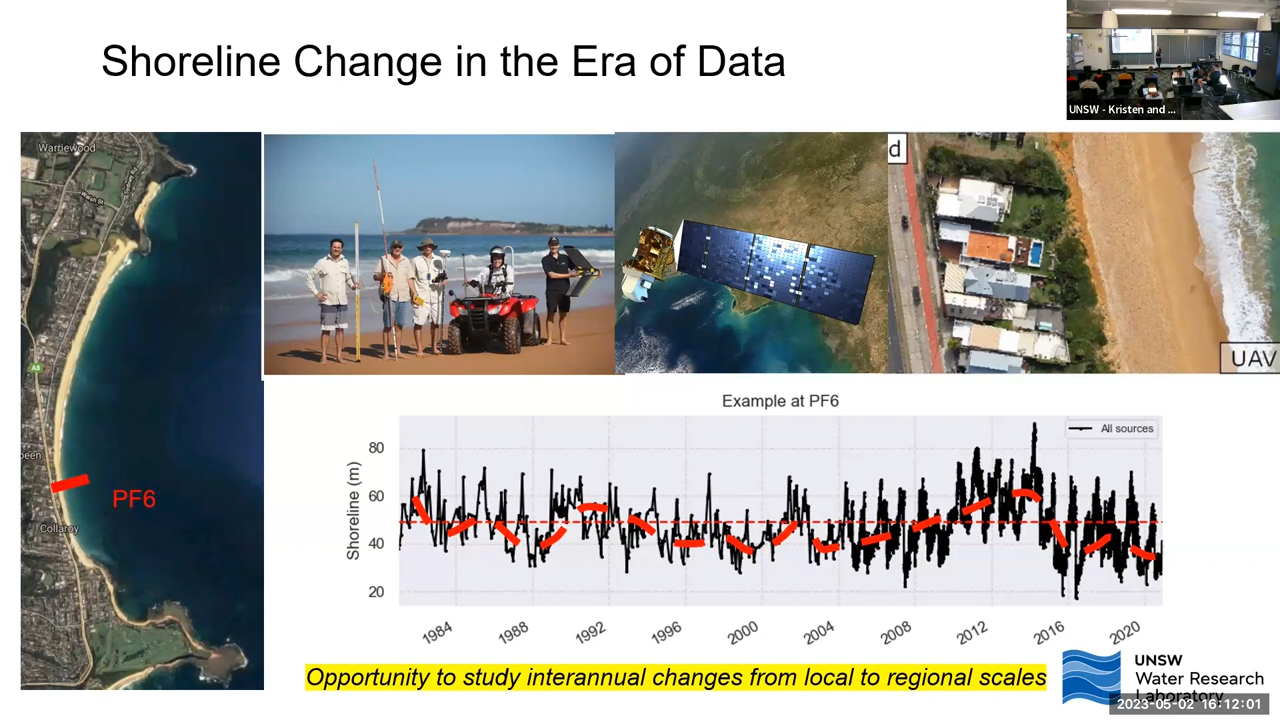 Shoreline Change in the Era of Data
UNSW - Kristen and ...
Warriewood
A8
PF6
Collaroy
d
UAV
Example at PF6
All sources
Shoreline (m)
80
60
40
20
1984
1988
1992
1996
2000
2004
2008
2012
2016
2020
Opportunity to study interannual changes from local to regional scales
UNSW
Water Research
Laboratory
2023-05-02 16:12:01